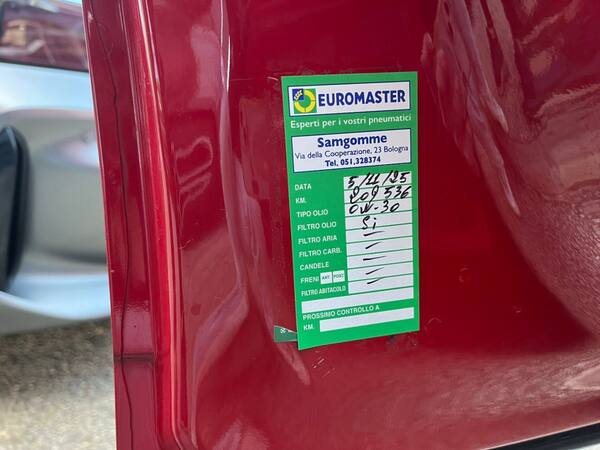 EUROMASTER
Esperti per i vostri pneumatici
Samgomme
Via della Cooperazione, 23 Bologna
Tel. 051.328374
DATA 5/11/25
KM. 209536
TIPO OLIO 0W-30
FILTRO OLIO Si
FILTRO ARIA –
FILTRO CARB. –
CANDELE –
FRENI ANT. POST. –
FILTRO ABITACOLO
PROSSIMO CONTROLLO A
KM.